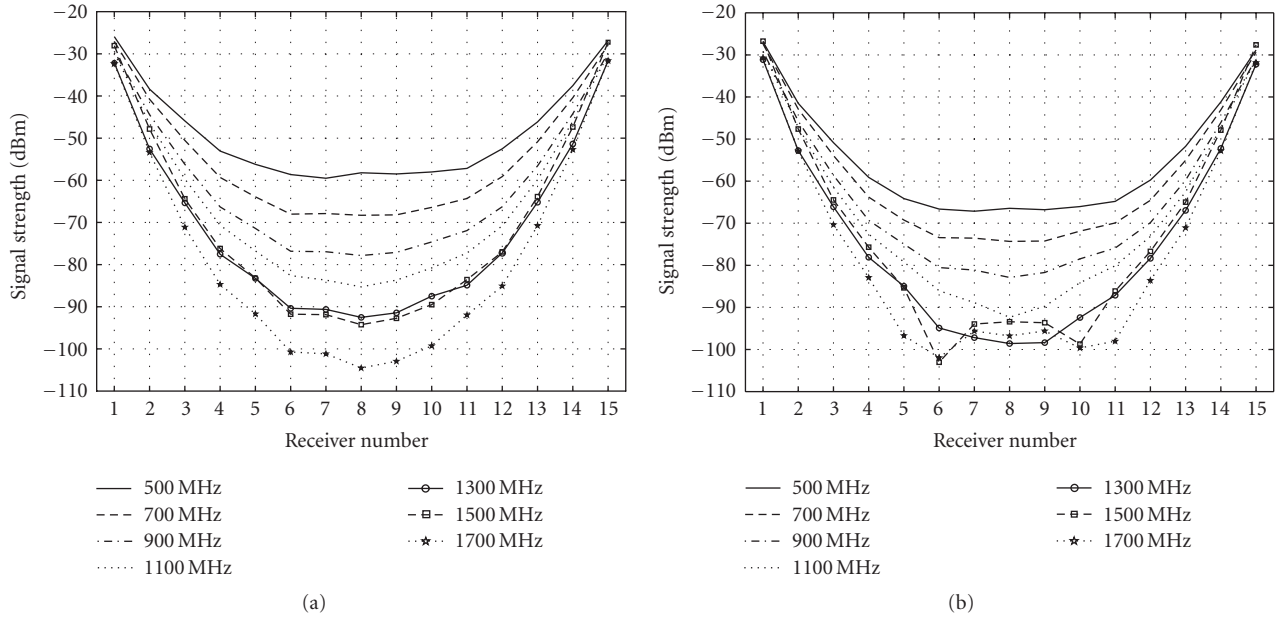 −20
−30
−40
−50
−60
−70
−80
−90
−100
−110
Signal strength (dBm)
1 2 3 4 5 6 7 8 9 10 11 12 13 14 15
Receiver number
500 MHz
700 MHz
900 MHz
1100 MHz
1300 MHz
1500 MHz
1700 MHz
(a)
−20
−30
−40
−50
−60
−70
−80
−90
−100
−110
Signal strength (dBm)
1 2 3 4 5 6 7 8 9 10 11 12 13 14 15
Receiver number
500 MHz
700 MHz
900 MHz
1100 MHz
1300 MHz
1500 MHz
1700 MHz
(b)